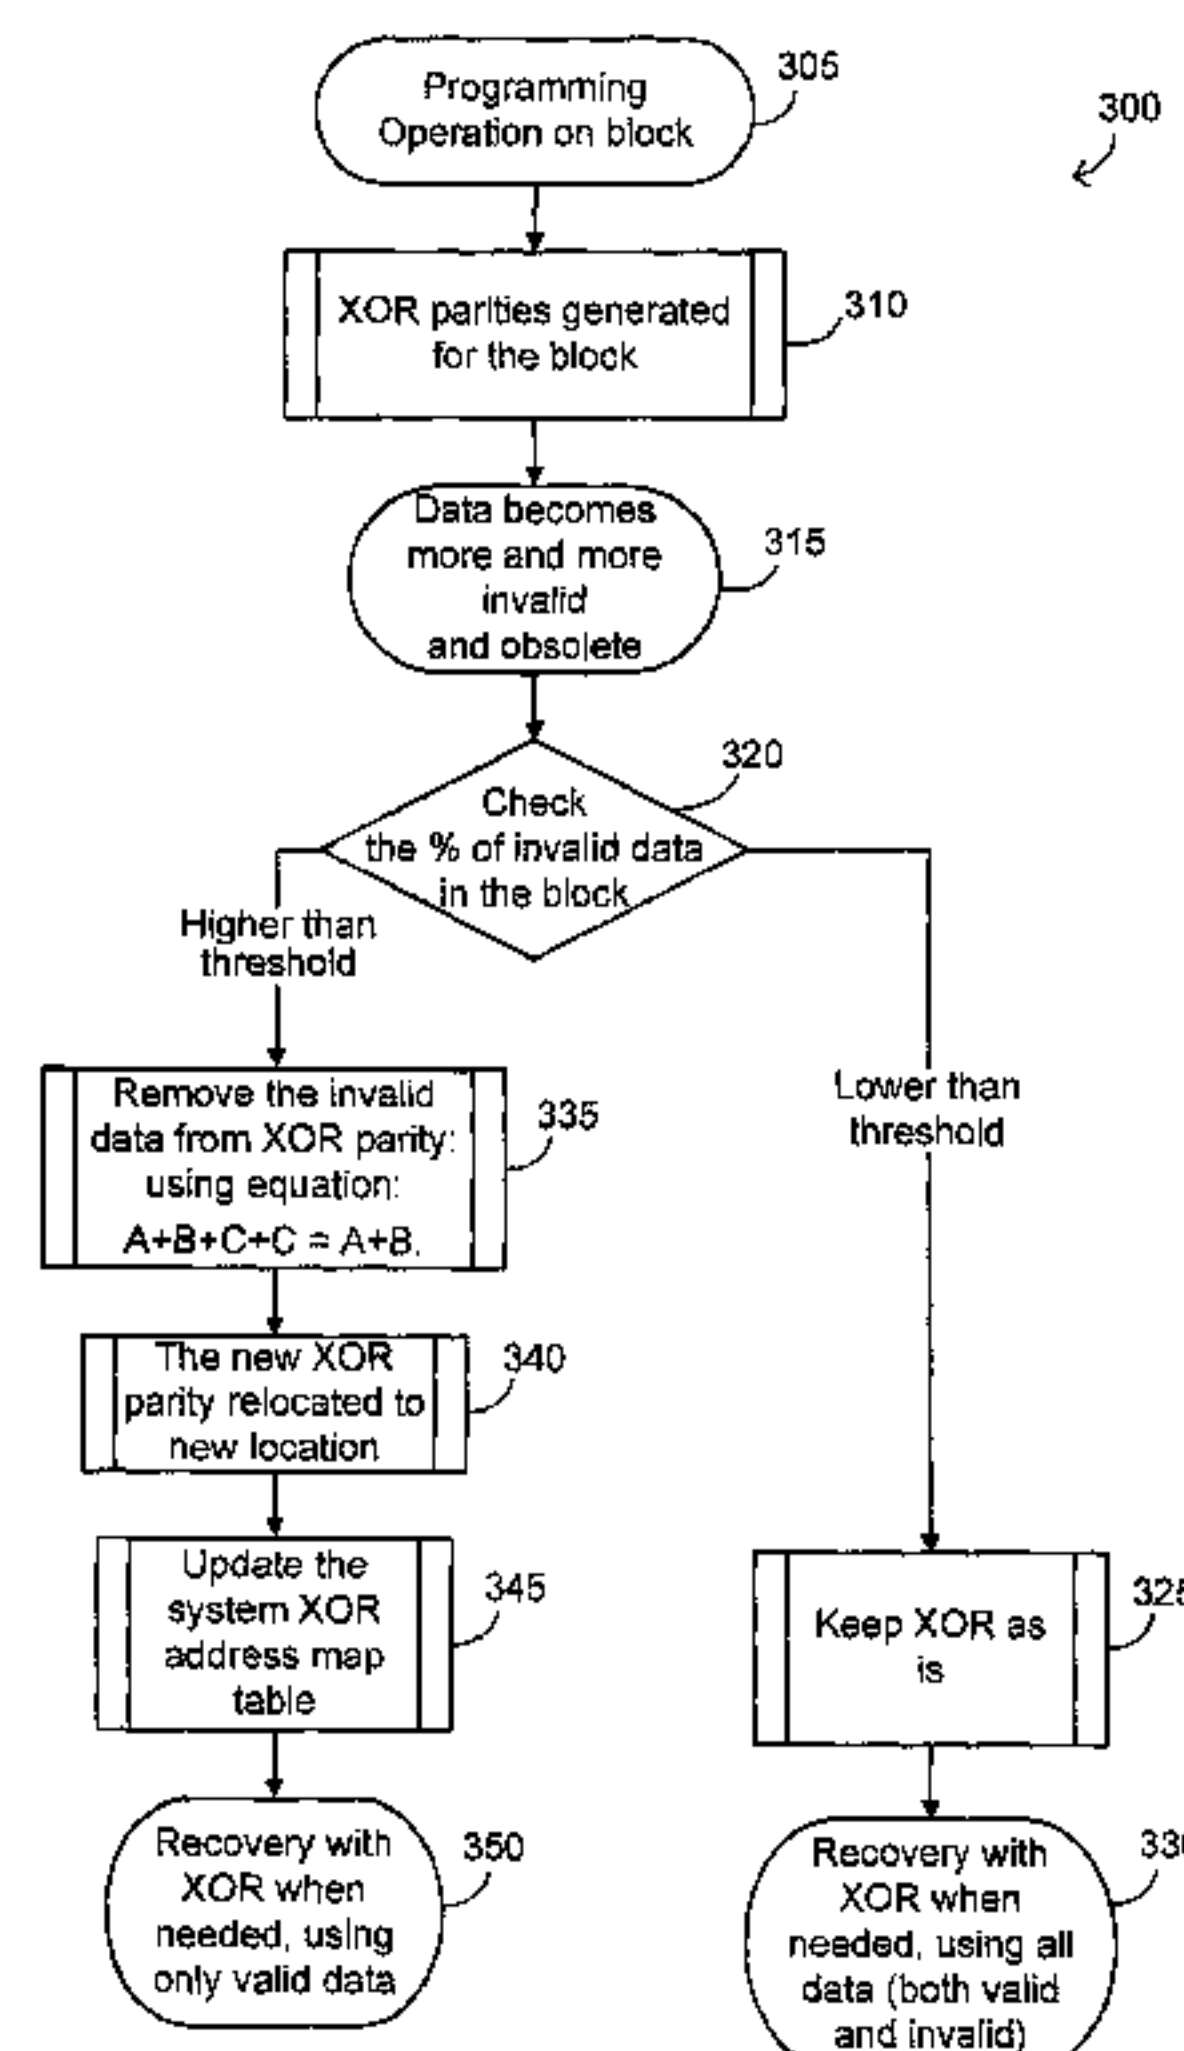 Programming
Operation on block
305
300
XOR parities generated
for the block
310
Data becomes
more and more
invalid
and obsolete
315
320
Check
the % of invalid data
in the block
Higher than
threshold
Lower than
threshold
Remove the invalid
data from XOR parity:
using equation:
A+B+C+C = A+B.
335
The new XOR
parity relocated to
new location
340
Update the
system XOR
address map
table
345
Keep XOR as
is
325
Recovery with
XOR when
needed, using
only valid data
350
Recovery with
XOR when
needed, using all
data (both valid
and invalid)
330